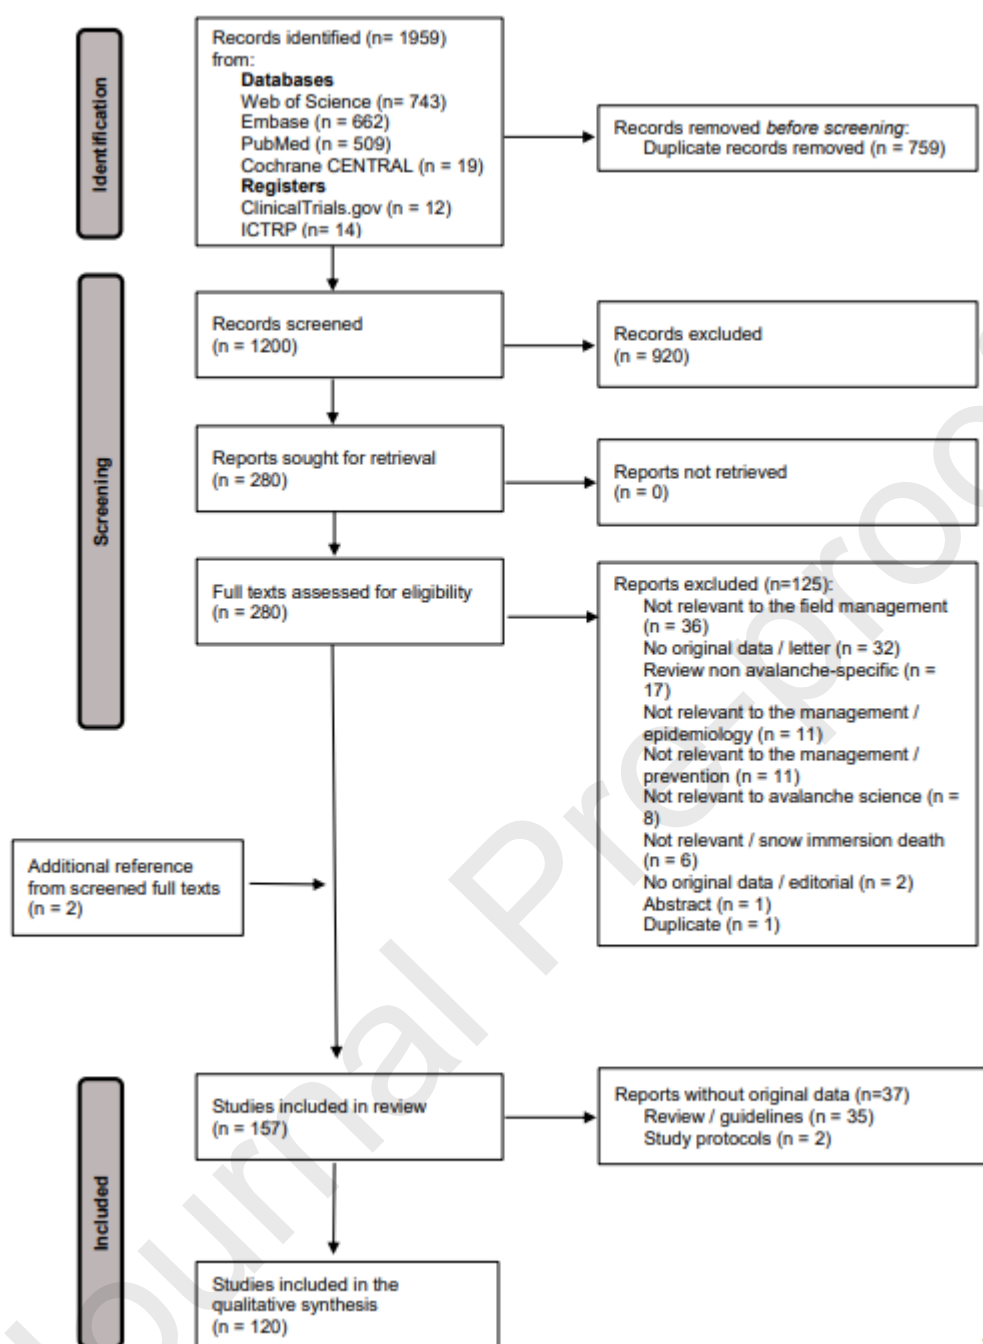 Identification
Records identified (n= 1959)
from:
Databases
Web of Science (n= 743)
Embase (n = 662)
PubMed (n = 509)
Cochrane CENTRAL (n = 19)
Registers
ClinicalTrials.gov (n = 12)
ICTRP (n= 14)
Records removed before screening:
Duplicate records removed (n = 759)
Screening
Records screened
(n = 1200)
Records excluded
(n = 920)
Reports sought for retrieval
(n = 280)
Reports not retrieved
(n = 0)
Full texts assessed for eligibility
(n = 280)
Reports excluded (n=125):
Not relevant to the field management
(n = 36)
No original data / letter (n = 32)
Review non avalanche-specific (n =
17)
Not relevant to the management /
epidemiology (n = 11)
Not relevant to the management /
prevention (n = 11)
Not relevant to avalanche science (n =
8)
Not relevant / snow immersion death
(n = 6)
No original data / editorial (n = 2)
Abstract (n = 1)
Duplicate (n = 1)
Additional reference
from screened full texts
(n = 2)
Included
Studies included in review
(n = 157)
Reports without original data (n=37)
Review / guidelines (n = 35)
Study protocols (n = 2)
Studies included in the
qualitative synthesis
(n = 120)
Journal Pre-proo